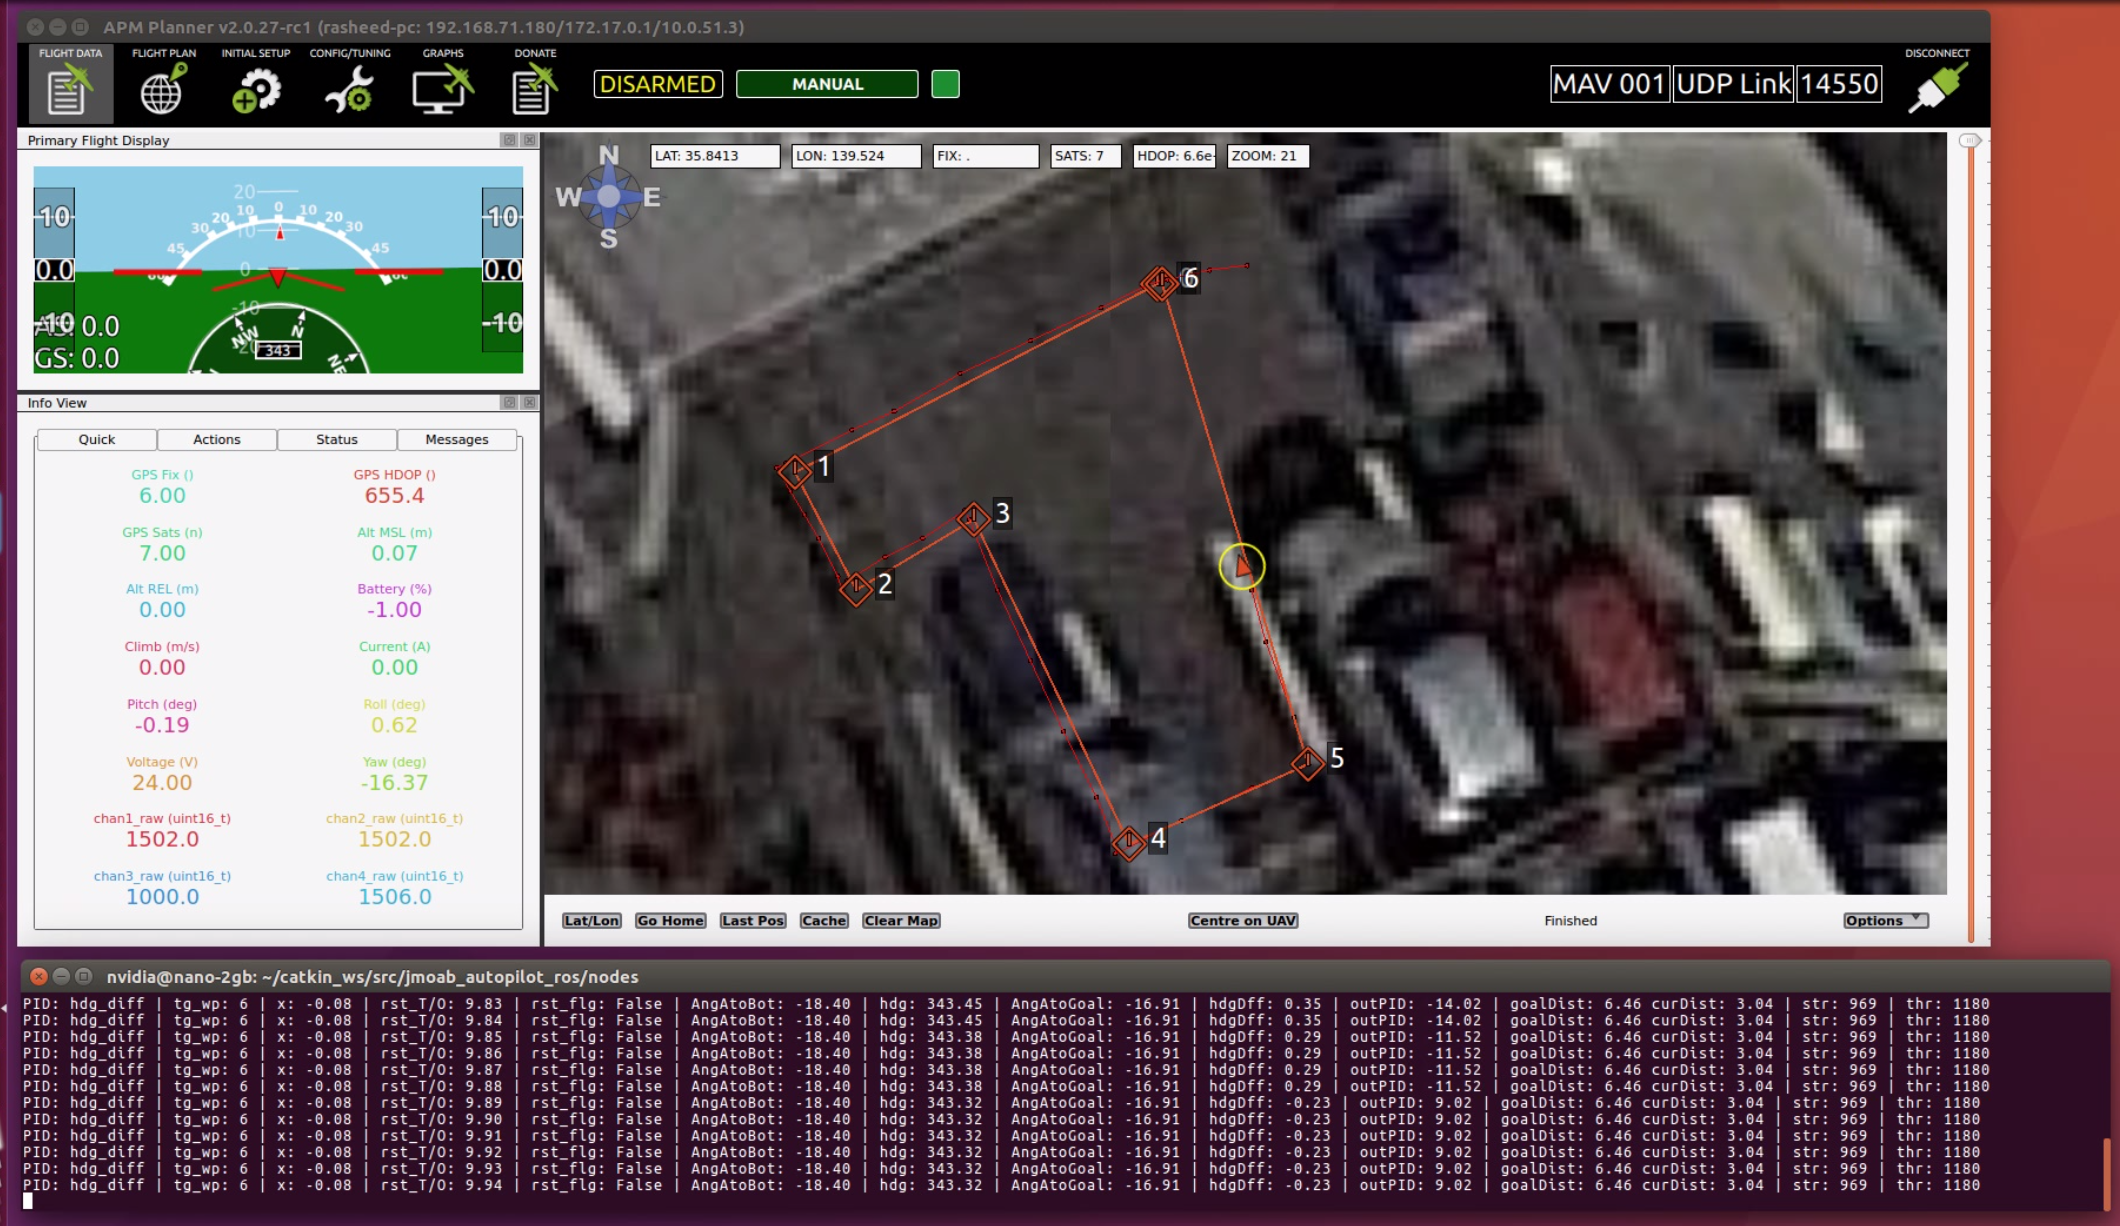 APM Planner v2.0.27-rc1 (rasheed-pc: 192.168.71.180/172.17.0.1/10.0.51.3)
FLIGHT DATA FLIGHT PLAN INITIAL SETUP CONFIG/TUNING GRAPHS DONATE DISCONNECT
DISARMED MANUAL MAV 001 UDP Link 14550
Primary Flight Display
20
10 0 10
20 20
30 30
45 45
10
0
-10
10 10
0.0 0.0
-10 -10
AS: 0.0
GS: 0.0
NW N NE
343
Info View
Quick Actions Status Messages
GPS Fix () GPS HDOP ()
6.00 655.4
GPS Sats (n) Alt MSL (m)
7.00 0.07
Alt REL (m) Battery (%)
0.00 -1.00
Climb (m/s) Current (A)
0.00 0.00
Pitch (deg) Roll (deg)
-0.19 0.62
Voltage (V) Yaw (deg)
24.00 -16.37
chan1_raw (uint16_t) chan2_raw (uint16_t)
1502.0 1502.0
chan3_raw (uint16_t) chan4_raw (uint16_t)
1000.0 1506.0
N
W E
S
LAT: 35.8413 LON: 139.524 FIX: . SATS: 7 HDOP: 6.6e- ZOOM: 21
6
1
3
2
5
4
Lat/Lon Go Home Last Pos Cache Clear Map Centre on UAV Finished Options
nvidia@nano-2gb: ~/catkin_ws/src/jmoab_autopilot_ros/nodes
PID: hdg_diff | tg_wp: 6 | x: -0.08 | rst_T/O: 9.83 | rst_flg: False | AngAtoBot: -18.40 | hdg: 343.45 | AngAtoGoal: -16.91 | hdgDff: 0.35 | outPID: -14.02 | goalDist: 6.46 curDist: 3.04 | str: 969 | thr: 1180
PID: hdg_diff | tg_wp: 6 | x: -0.08 | rst_T/O: 9.84 | rst_flg: False | AngAtoBot: -18.40 | hdg: 343.45 | AngAtoGoal: -16.91 | hdgDff: 0.35 | outPID: -14.02 | goalDist: 6.46 curDist: 3.04 | str: 969 | thr: 1180
PID: hdg_diff | tg_wp: 6 | x: -0.08 | rst_T/O: 9.85 | rst_flg: False | AngAtoBot: -18.40 | hdg: 343.38 | AngAtoGoal: -16.91 | hdgDff: 0.29 | outPID: -11.52 | goalDist: 6.46 curDist: 3.04 | str: 969 | thr: 1180
PID: hdg_diff | tg_wp: 6 | x: -0.08 | rst_T/O: 9.86 | rst_flg: False | AngAtoBot: -18.40 | hdg: 343.38 | AngAtoGoal: -16.91 | hdgDff: 0.29 | outPID: -11.52 | goalDist: 6.46 curDist: 3.04 | str: 969 | thr: 1180
PID: hdg_diff | tg_wp: 6 | x: -0.08 | rst_T/O: 9.87 | rst_flg: False | AngAtoBot: -18.40 | hdg: 343.38 | AngAtoGoal: -16.91 | hdgDff: 0.29 | outPID: -11.52 | goalDist: 6.46 curDist: 3.04 | str: 969 | thr: 1180
PID: hdg_diff | tg_wp: 6 | x: -0.08 | rst_T/O: 9.88 | rst_flg: False | AngAtoBot: -18.40 | hdg: 343.38 | AngAtoGoal: -16.91 | hdgDff: 0.29 | outPID: -11.52 | goalDist: 6.46 curDist: 3.04 | str: 969 | thr: 1180
PID: hdg_diff | tg_wp: 6 | x: -0.08 | rst_T/O: 9.89 | rst_flg: False | AngAtoBot: -18.40 | hdg: 343.32 | AngAtoGoal: -16.91 | hdgDff: -0.23 | outPID: 9.02 | goalDist: 6.46 curDist: 3.04 | str: 969 | thr: 1180
PID: hdg_diff | tg_wp: 6 | x: -0.08 | rst_T/O: 9.90 | rst_flg: False | AngAtoBot: -18.40 | hdg: 343.32 | AngAtoGoal: -16.91 | hdgDff: -0.23 | outPID: 9.02 | goalDist: 6.46 curDist: 3.04 | str: 969 | thr: 1180
PID: hdg_diff | tg_wp: 6 | x: -0.08 | rst_T/O: 9.91 | rst_flg: False | AngAtoBot: -18.40 | hdg: 343.32 | AngAtoGoal: -16.91 | hdgDff: -0.23 | outPID: 9.02 | goalDist: 6.46 curDist: 3.04 | str: 969 | thr: 1180
PID: hdg_diff | tg_wp: 6 | x: -0.08 | rst_T/O: 9.92 | rst_flg: False | AngAtoBot: -18.40 | hdg: 343.32 | AngAtoGoal: -16.91 | hdgDff: -0.23 | outPID: 9.02 | goalDist: 6.46 curDist: 3.04 | str: 969 | thr: 1180
PID: hdg_diff | tg_wp: 6 | x: -0.08 | rst_T/O: 9.93 | rst_flg: False | AngAtoBot: -18.40 | hdg: 343.32 | AngAtoGoal: -16.91 | hdgDff: -0.23 | outPID: 9.02 | goalDist: 6.46 curDist: 3.04 | str: 969 | thr: 1180
PID: hdg_diff | tg_wp: 6 | x: -0.08 | rst_T/O: 9.94 | rst_flg: False | AngAtoBot: -18.40 | hdg: 343.32 | AngAtoGoal: -16.91 | hdgDff: -0.23 | outPID: 9.02 | goalDist: 6.46 curDist: 3.04 | str: 969 | thr: 1180